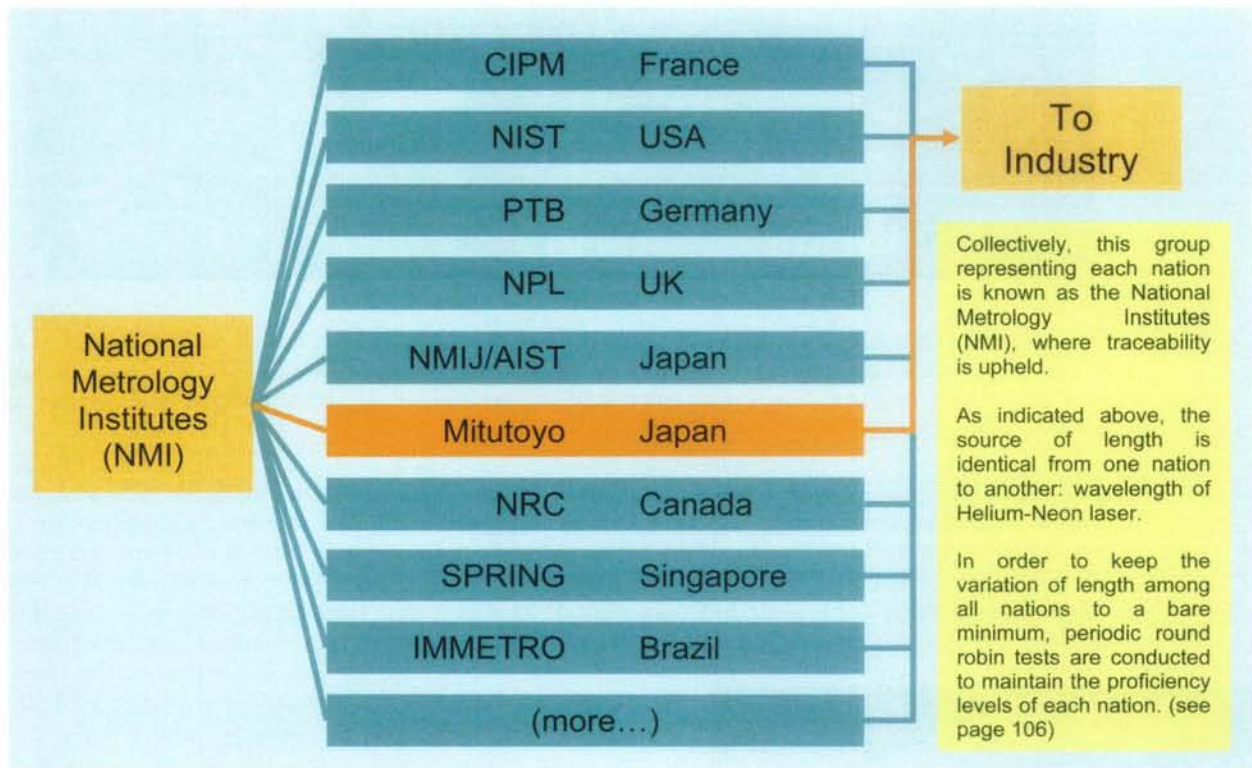 National
Metrology
Institutes
(NMI)
CIPM France
NIST USA
PTB Germany
NPL UK
NMIJ/AIST Japan
Mitutoyo Japan
NRC Canada
SPRING Singapore
IMMETRO Brazil
(more…)
To
Industry
Collectively, this group
representing each nation
is known as the National
Metrology Institutes
(NMI), where traceability
is upheld.
As indicated above, the
source of length is
identical from one nation
to another: wavelength of
Helium-Neon laser.
In order to keep the
variation of length among
all nations to a bare
minimum, periodic round
robin tests are conducted
to maintain the proficiency
levels of each nation. (see
page 106)